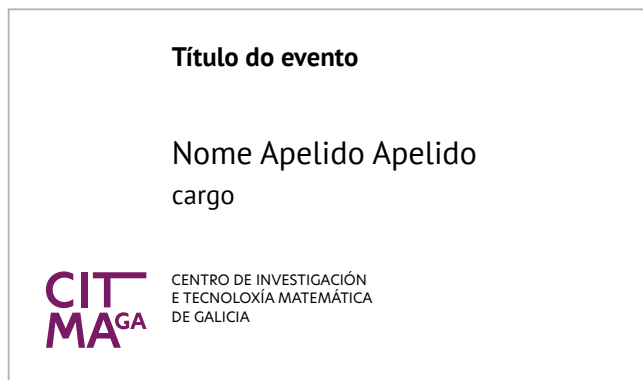 Título do evento
Nome Apelido Apelido
cargo
CIT
MAGA
CENTRO DE INVESTIGACIÓN
E TECNOLOXÍA MATEMÁTICA
DE GALICIA